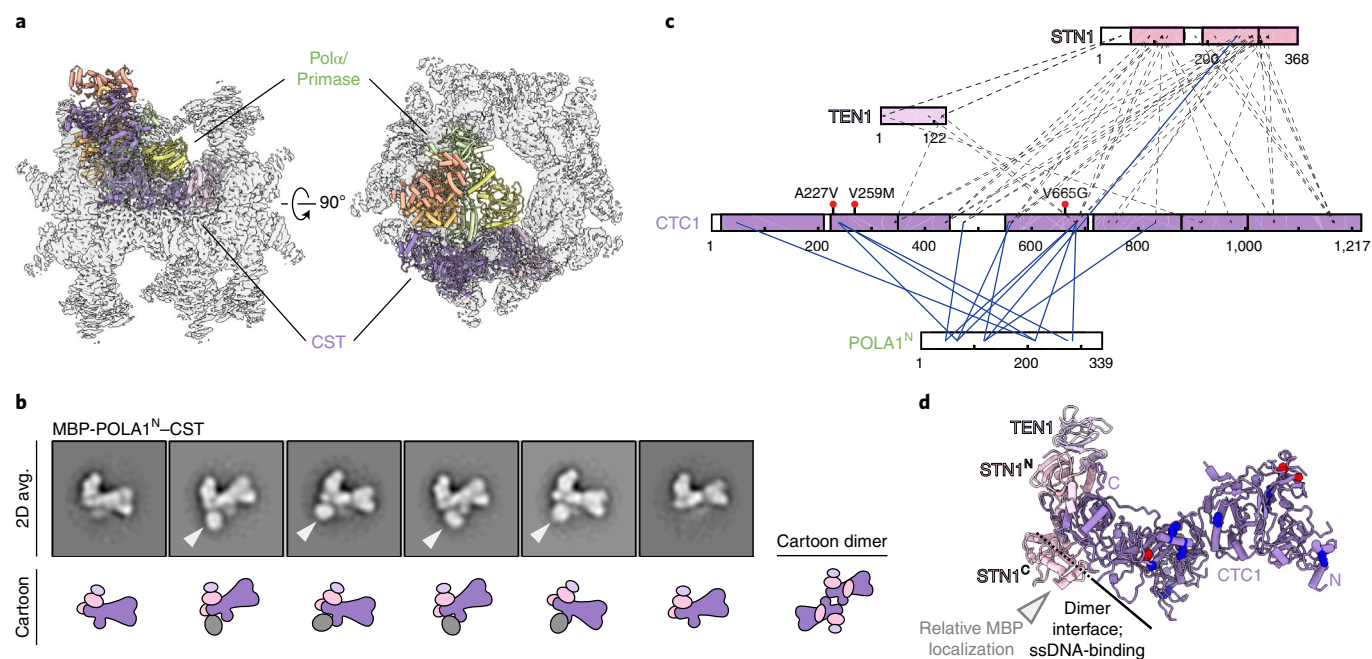 a
Polα/
Primase
90°
CST
b
MBP-POLA1ᴺ–CST
2D avg.
Cartoon
Cartoon dimer
c
STN1
1
200
368
TEN1
1
122
A227V
V259M
V665G
CTC1
1
200
400
600
800
1,000
1,217
POLA1ᴺ
1
200
339
d
TEN1
STN1ᴺ
C
STN1ᶜ
CTC1
N
Relative MBP
localization
Dimer
interface;
ssDNA-binding